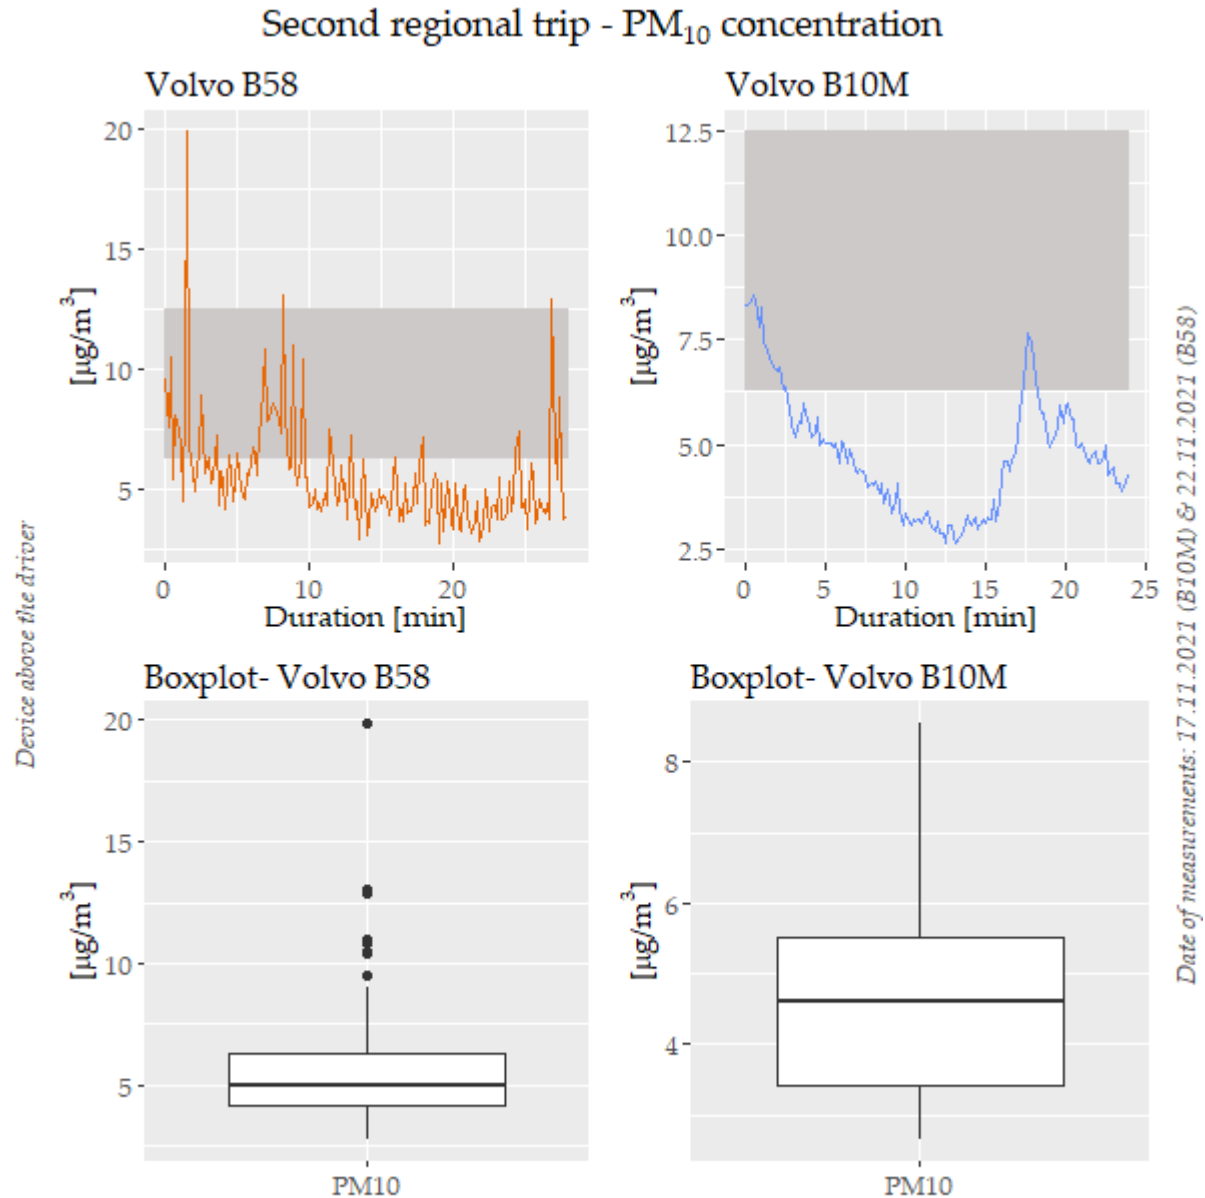 Second regional trip - PM₁₀ concentration
Volvo B58
20
15
10
5
[µg/m³]
0 10 20
Duration [min]
Volvo B10M
12.5
10.0
7.5
5.0
2.5
[µg/m³]
0 5 10 15 20 25
Duration [min]
Device above the driver
Date of measurements: 17.11.2021 (B10M) & 22.11.2021 (B58)
Boxplot- Volvo B58
20
15
10
5
[µg/m³]
PM10
Boxplot- Volvo B10M
8
6
4
[µg/m³]
PM10